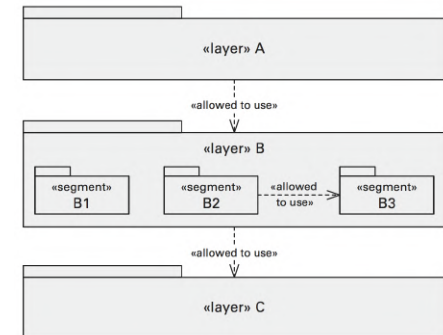 «layer» A
«allowed to use»
«layer» B
«segment»
B1
«segment»
B2
«allowed
to use»
«segment»
B3
«allowed to use»
«layer» C